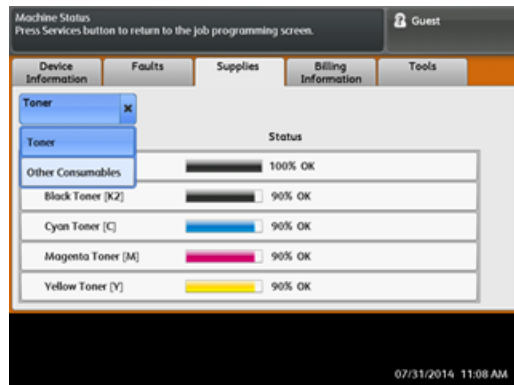 Machine Status
Press Services button to return to the job programming screen.
Guest
Device Information
Faults
Supplies
Billing Information
Tools
Toner
Toner
Other Consumables
Status
100% OK
Black Toner [K2] 90% OK
Cyan Toner [C] 90% OK
Magenta Toner [M] 90% OK
Yellow Toner [Y] 90% OK
07/31/2014 11:08 AM